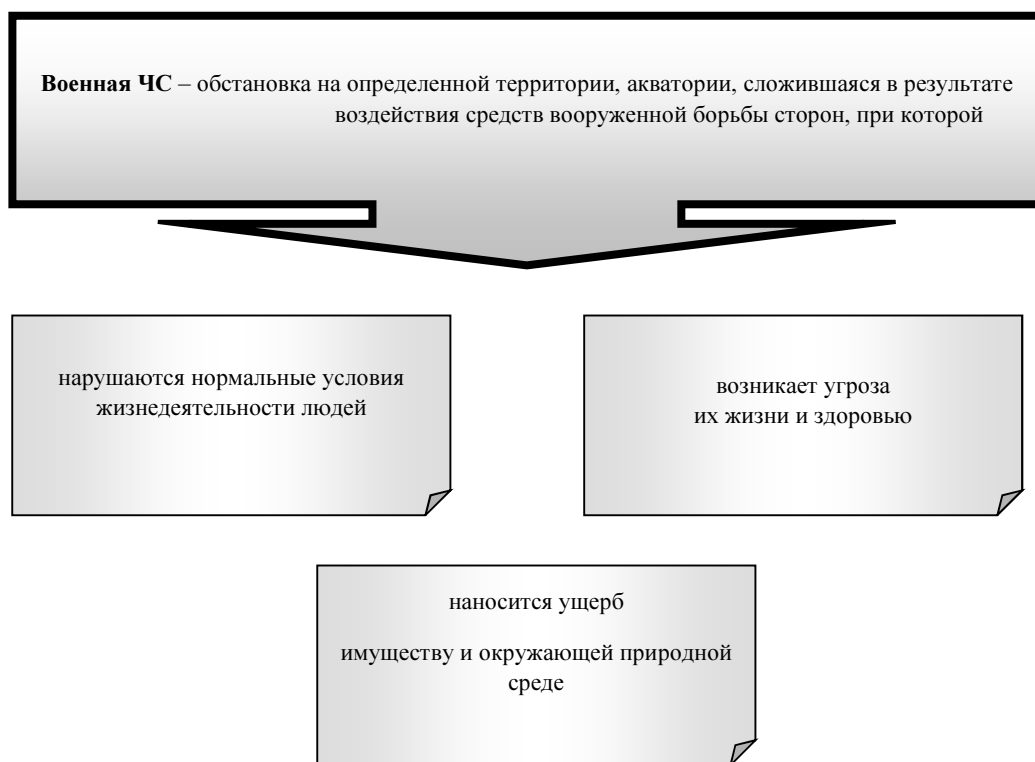 Военная ЧС – обстановка на определенной территории, акватории, сложившаяся в результате
воздействия средств вооруженной борьбы сторон, при которой
нарушаются нормальные условия
жизнедеятельности людей
возникает угроза
их жизни и здоровью
наносится ущерб
имуществу и окружающей природной
среде